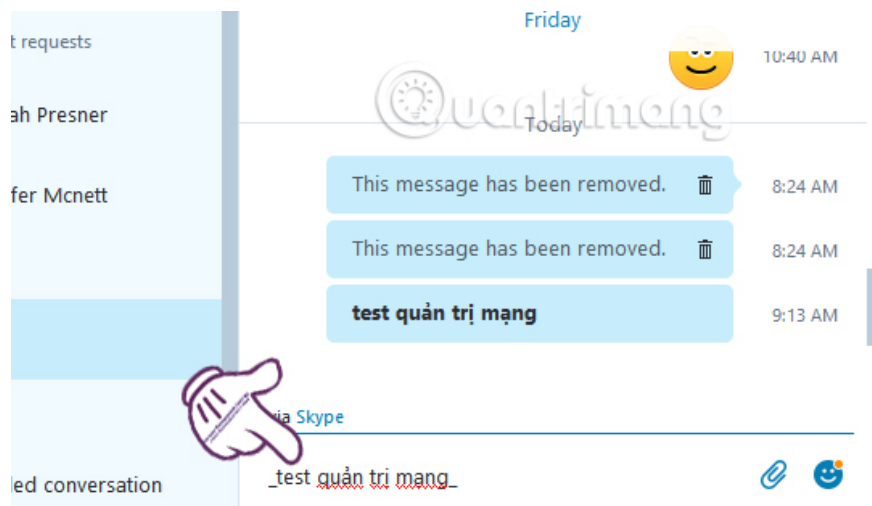 Friday
t requests
10:40 AM
Quantrimang
ah Presner
Today
This message has been removed.
8:24 AM
fer Mcnett
This message has been removed.
8:24 AM
test quản trị mạng
9:13 AM
via Skype
_test quản trị mạng_
led conversation